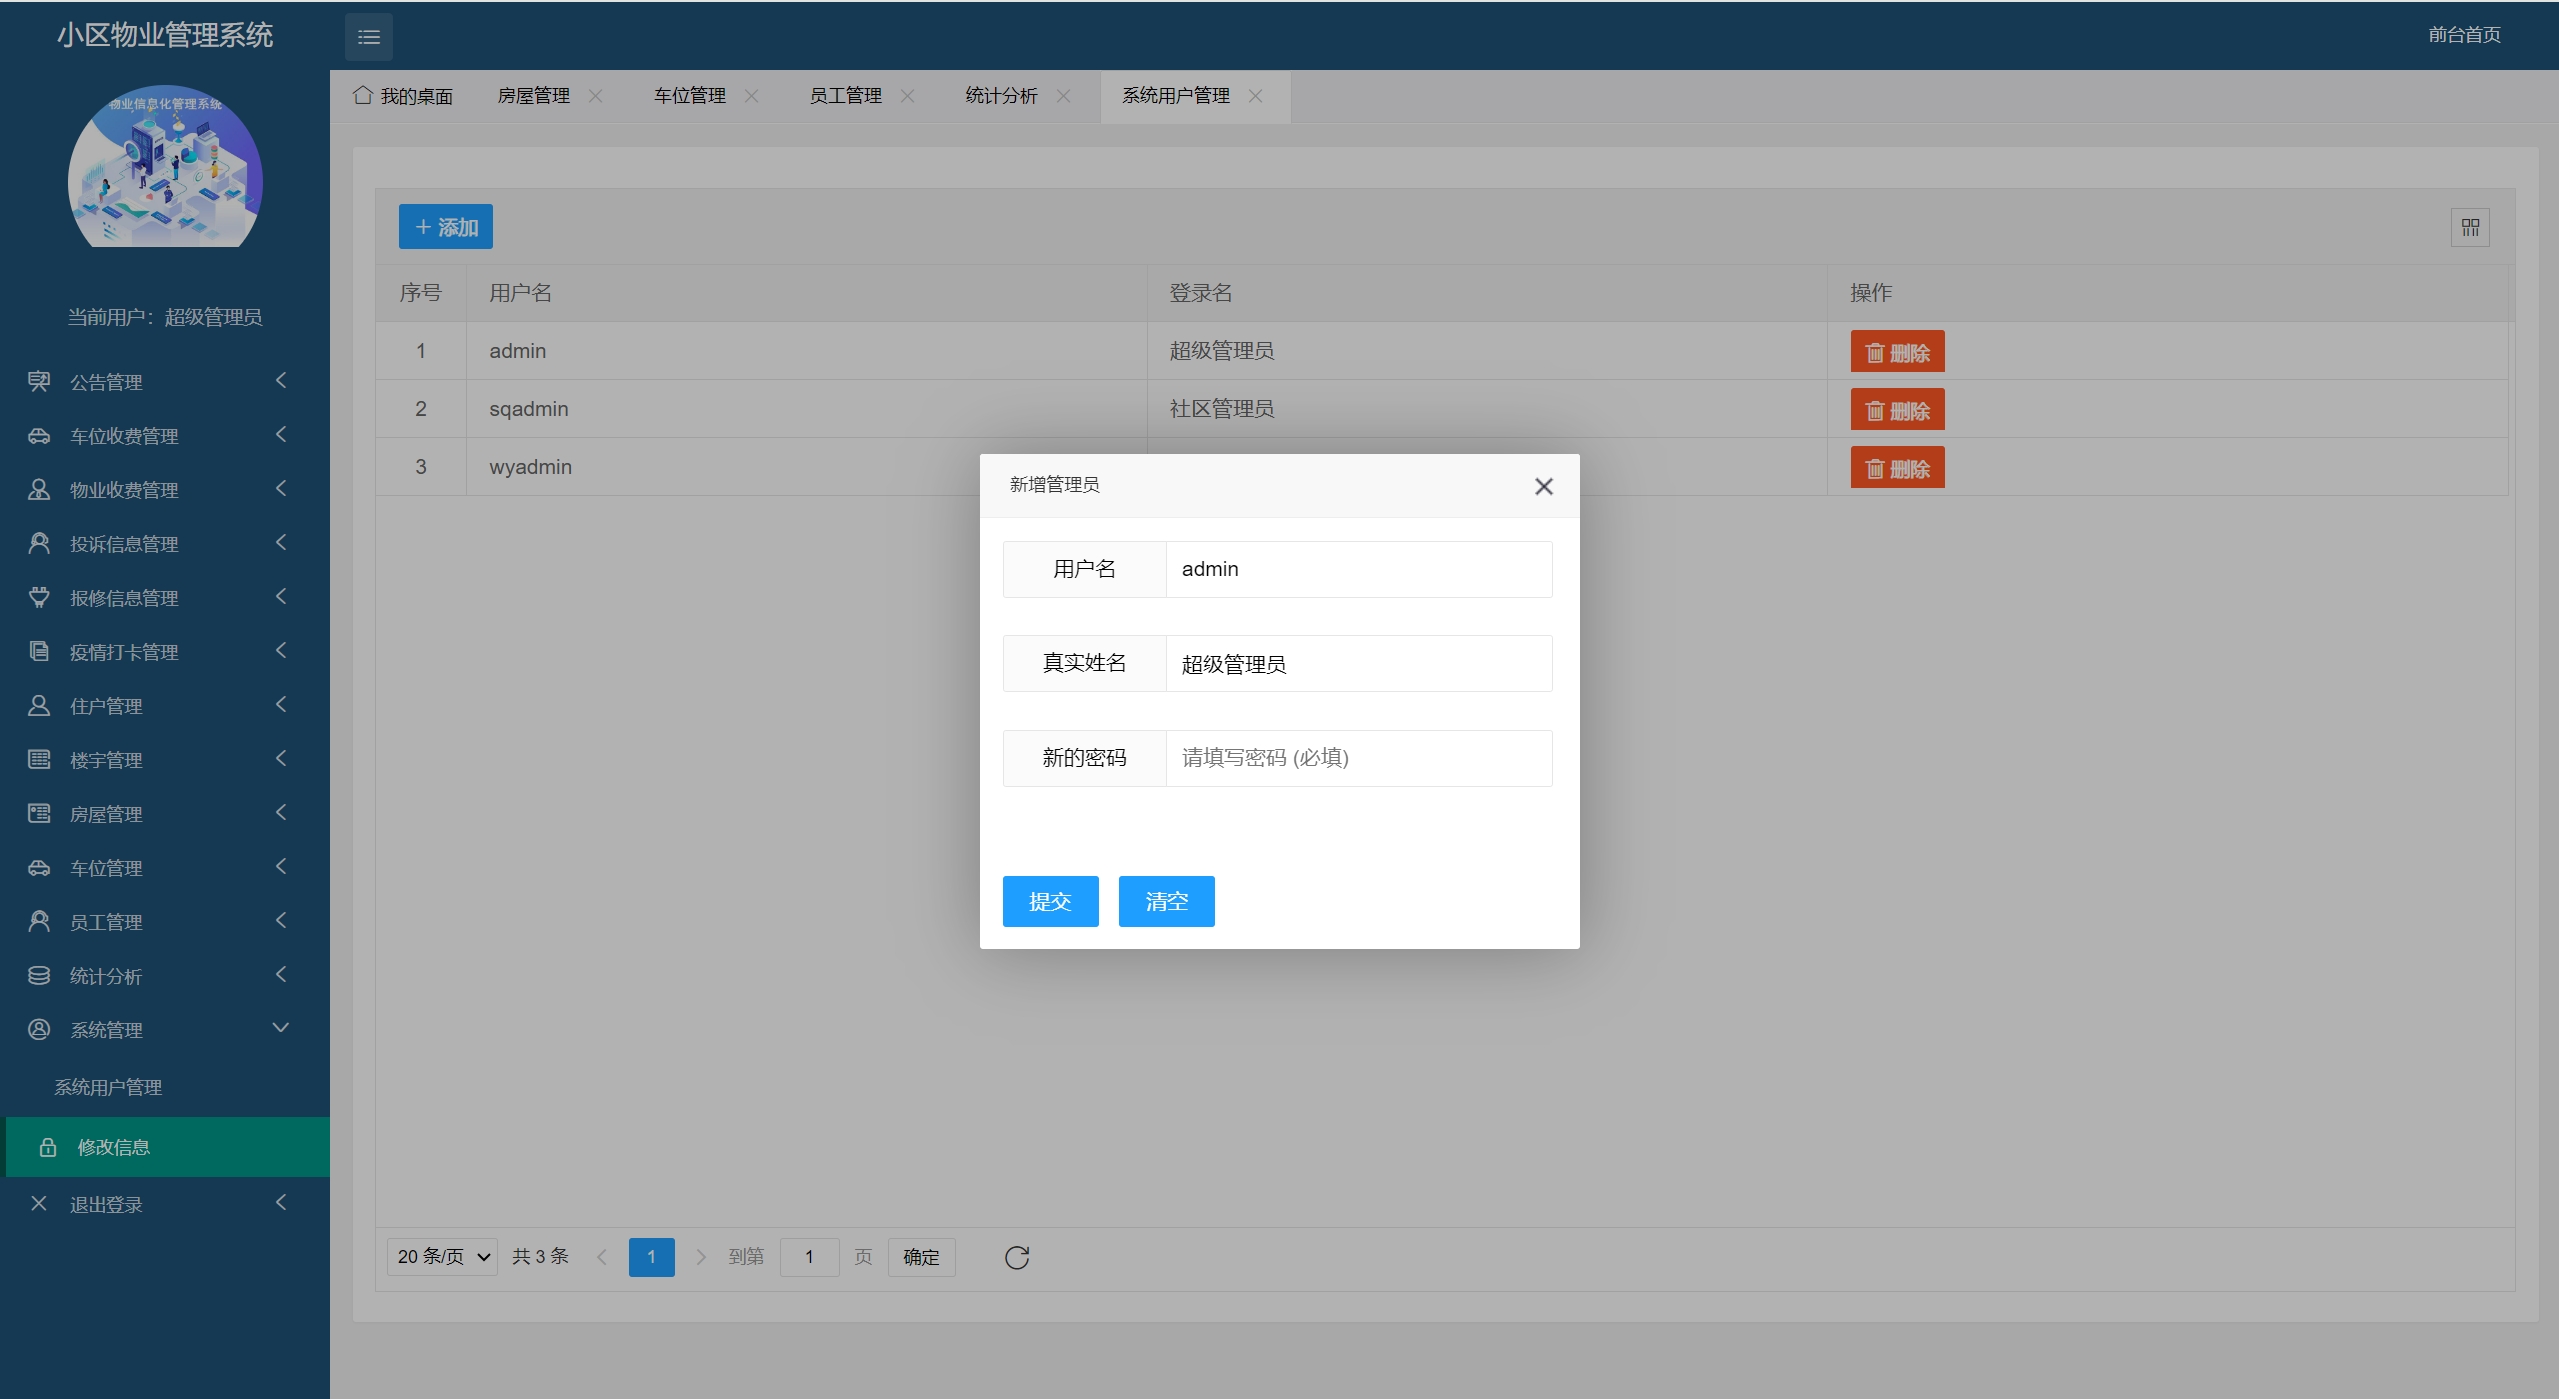 小区物业管理系统
前台首页
物业信息化管理系统
当前用户：超级管理员
公告管理
车位收费管理
物业收费管理
投诉信息管理
报修信息管理
疫情打卡管理
住户管理
楼宇管理
房屋管理
车位管理
员工管理
统计分析
系统管理
系统用户管理
修改信息
退出登录
我的桌面 房屋管理 车位管理 员工管理 统计分析 系统用户管理
添加
序号 用户名 登录名 操作
1 admin 超级管理员 删除
2 sqadmin 社区管理员 删除
3 wyadmin 删除
新增管理员
用户名 admin
真实姓名 超级管理员
新的密码 请填写密码 (必填)
提交 清空
20 条/页 共 3 条 1 到第 1 页 确定